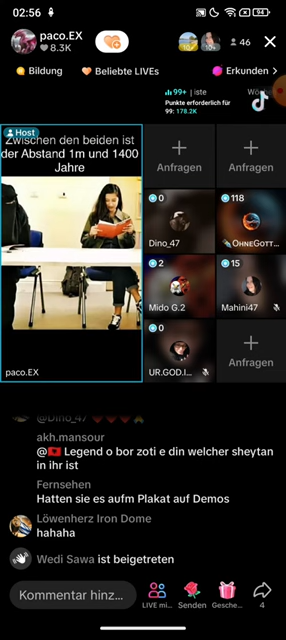 02:56
94
paco.EX
8.3K
10+
10+
46
Bildung
Beliebte LIVEs
Erkunden >
99+ | iste
Punkte erforderlich für
99: 178.2K
Host
Zwischen den beiden ist
der Abstand 1m und 1400
Jahre
paco.EX
Anfragen
Anfragen
0
Dino_47
118
OHNEGOTT...
2
Mido G.2
15
Mahini47
0
UR.GOD.I...
Anfragen
@Dino_47
akh.mansour
@🇦🇱 Legend o bor zoti e din welcher sheytan
in ihr ist
Fernsehen
Hatten sie es aufm Plakat auf Demos
Löwenherz Iron Dome
hahaha
Wedi Sawa ist beigetreten
Kommentar hinz...
LIVE mi...
Senden
Gesche...
4